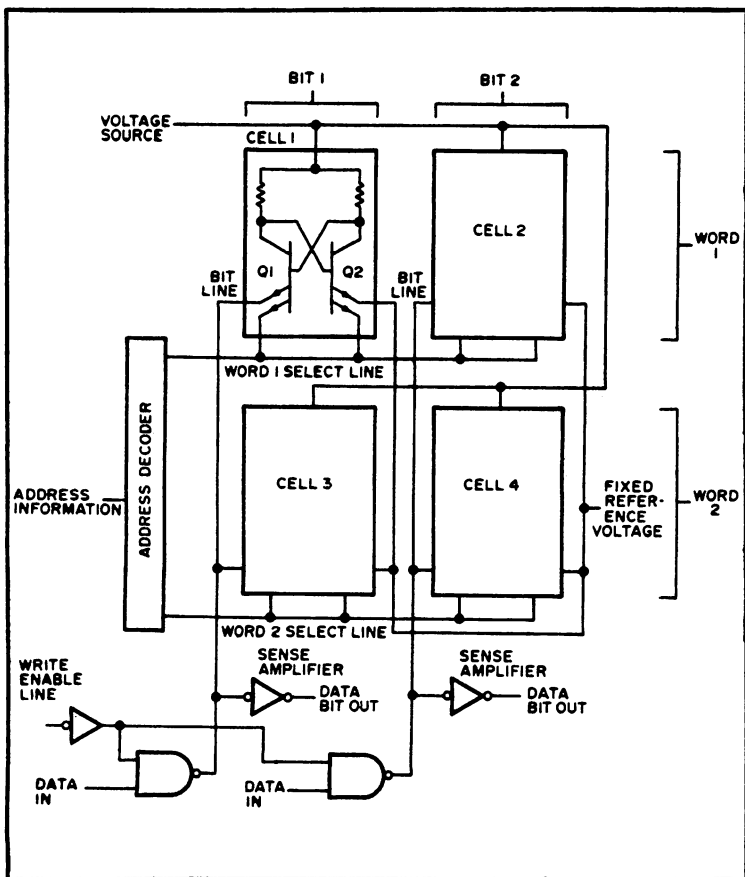 BIT 1
BIT 2
VOLTAGE
SOURCE
CELL 1
CELL 2
WORD
1
Q1
Q2
BIT
LINE
BIT
LINE
WORD 1 SELECT LINE
ADDRESS DECODER
ADDRESS
INFORMATION
CELL 3
CELL 4
FIXED
REFER-
ENCE
VOLTAGE
WORD
2
WORD 2 SELECT LINE
WRITE
ENABLE
LINE
SENSE
AMPLIFIER
DATA
BIT OUT
SENSE
AMPLIFIER
DATA
BIT OUT
DATA
IN
DATA
IN